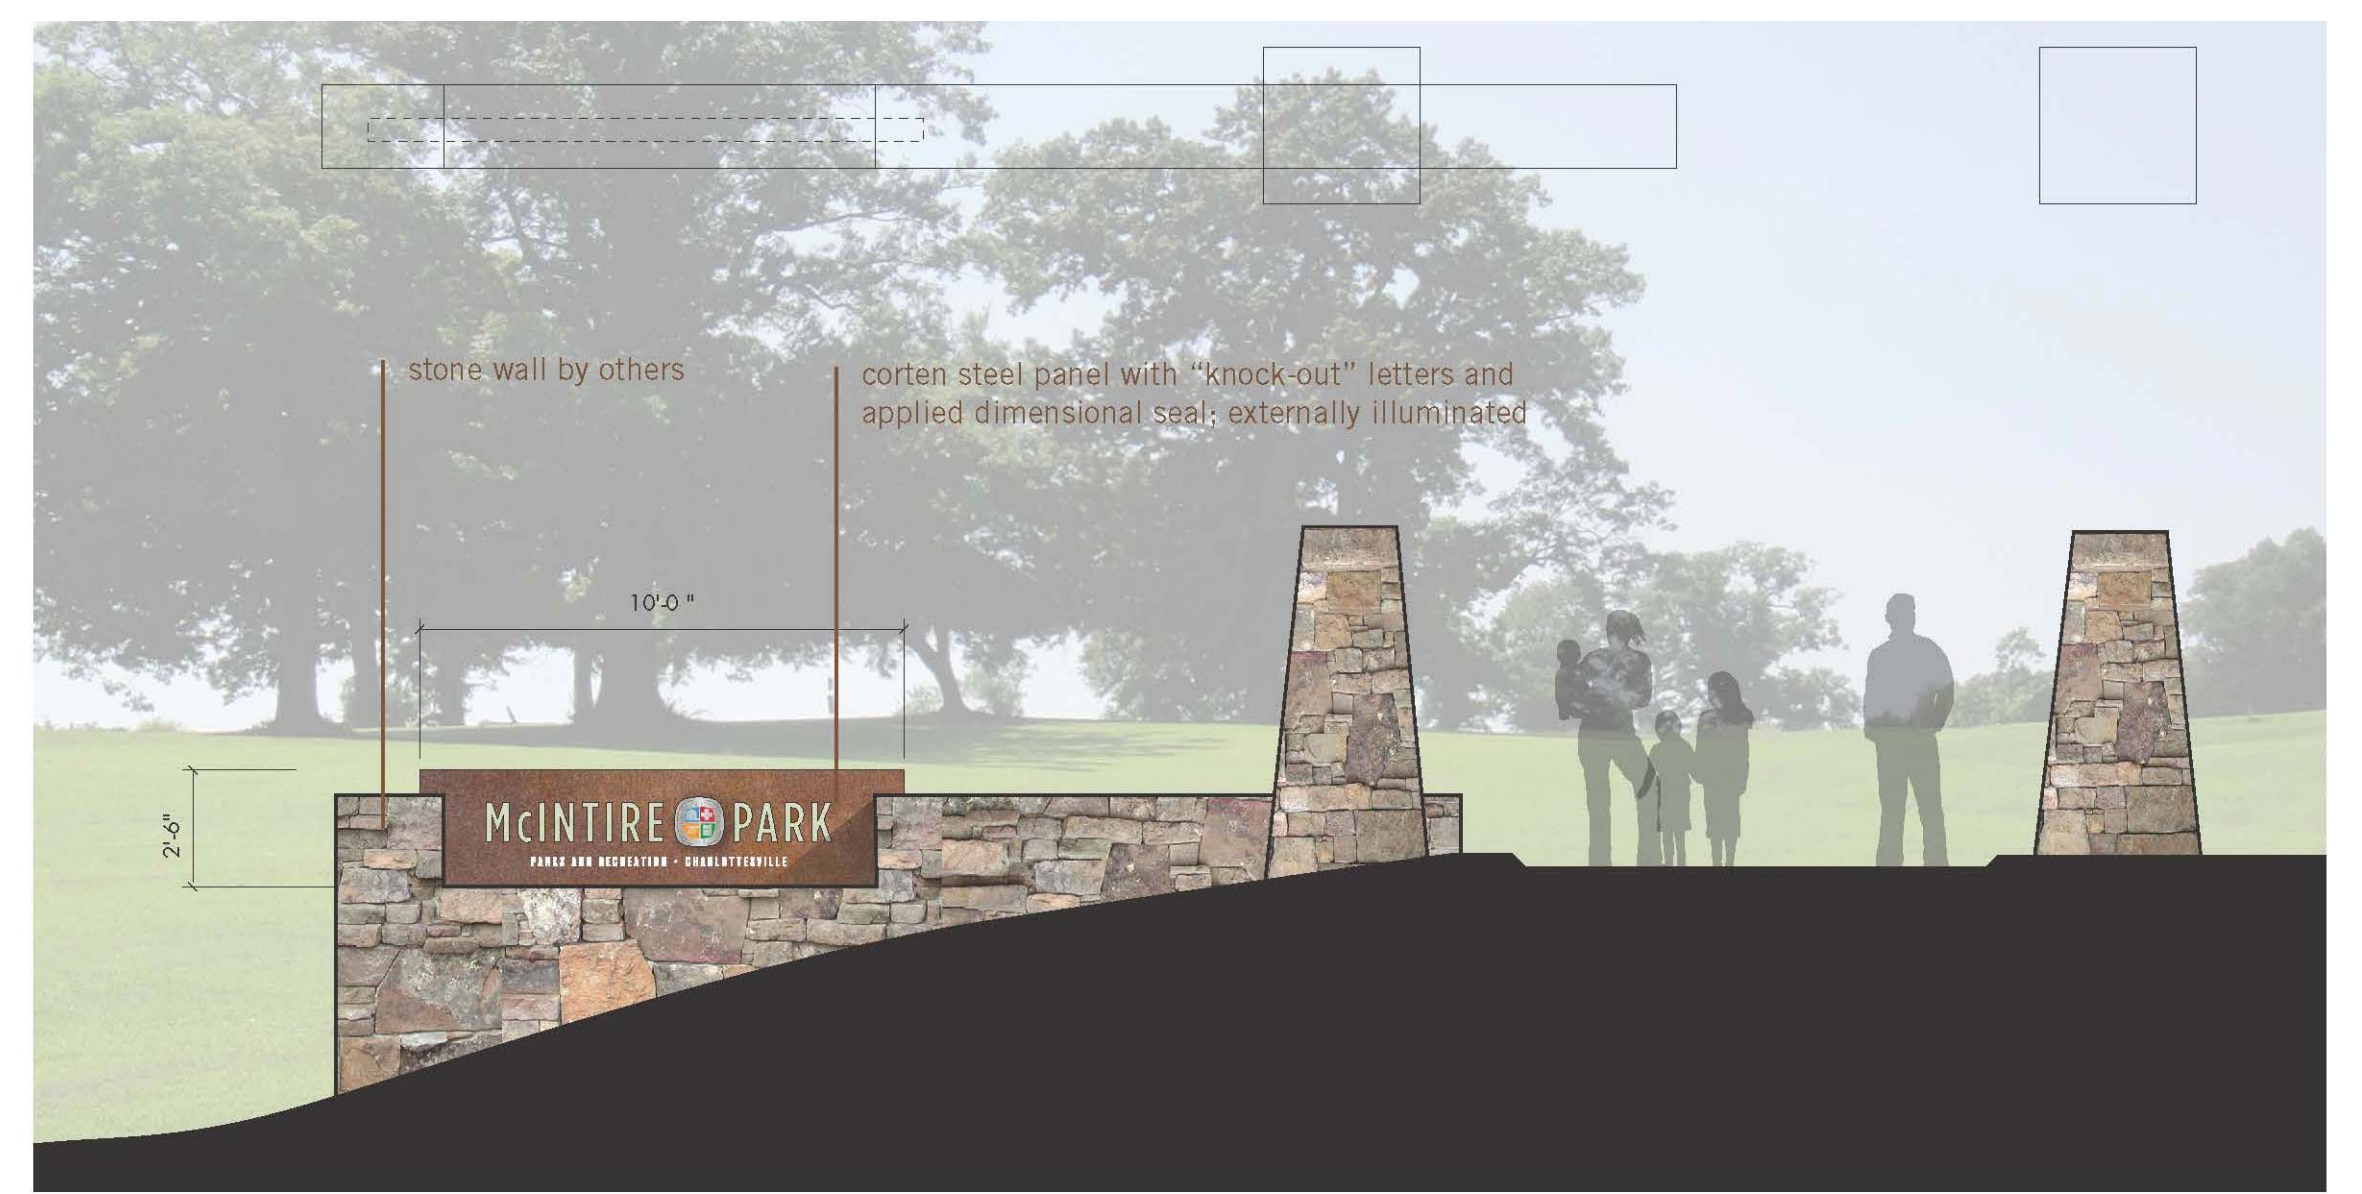 stone wall by others
corten steel panel with “knock-out” letters and
applied dimensional seal; externally illuminated
10'-0 "
2'-6"
McINTIRE PARK
PARKS AND RECREATION · CHARLOTTESVILLE